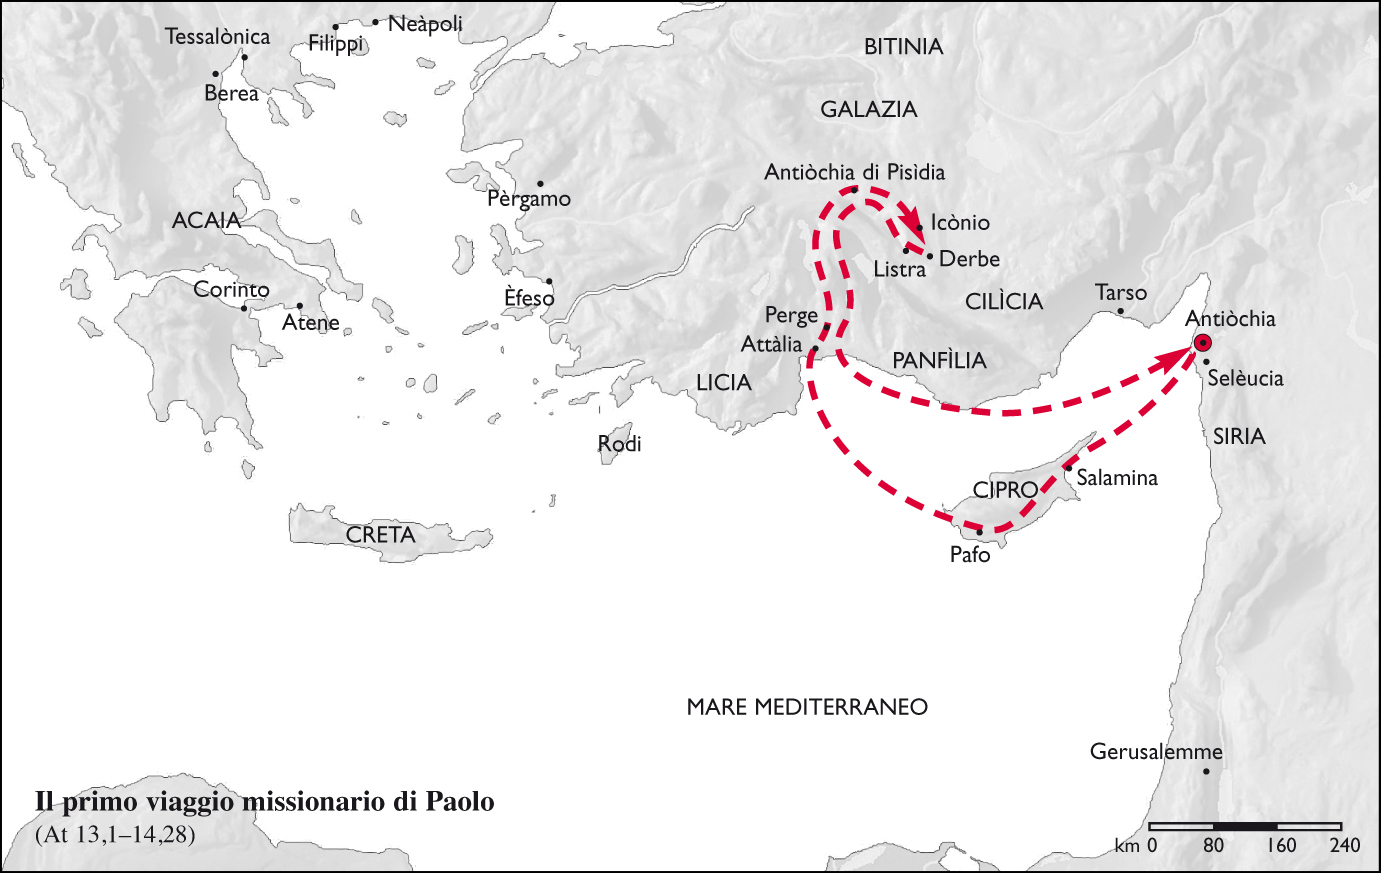 Neàpoli
Tessalònica
Filippi
BITINIA
Berea
GALAZIA
Antiòchia di Pisìdia
Pèrgamo
ACAIA
Icònio
Derbe
Listra
Corinto
Èfeso
CILÌCIA
Tarso
Atene
Perge
Antiòchia
Attàlia
PANFÌLIA
LICIA
Selèucia
Rodi
SIRIA
Salamina
CIPRO
CRETA
Pafo
MARE MEDITERRANEO
Gerusalemme
Il primo viaggio missionario di Paolo
(At 13,1–14,28)
km 0 80 160 240